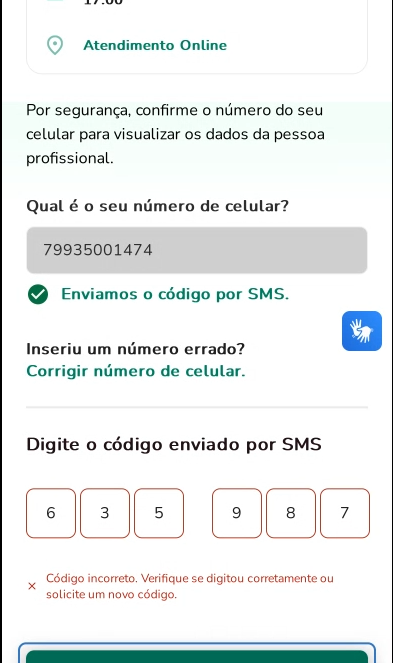 17:00
Atendimento Online
Por segurança, confirme o número do seu
celular para visualizar os dados da pessoa
profissional.
Qual é o seu número de celular?
79935001474
Enviamos o código por SMS.
Inseriu um número errado?
Corrigir número de celular.
Digite o código enviado por SMS
6 3 5 9 8 7
Código incorreto. Verifique se digitou corretamente ou
solicite um novo código.